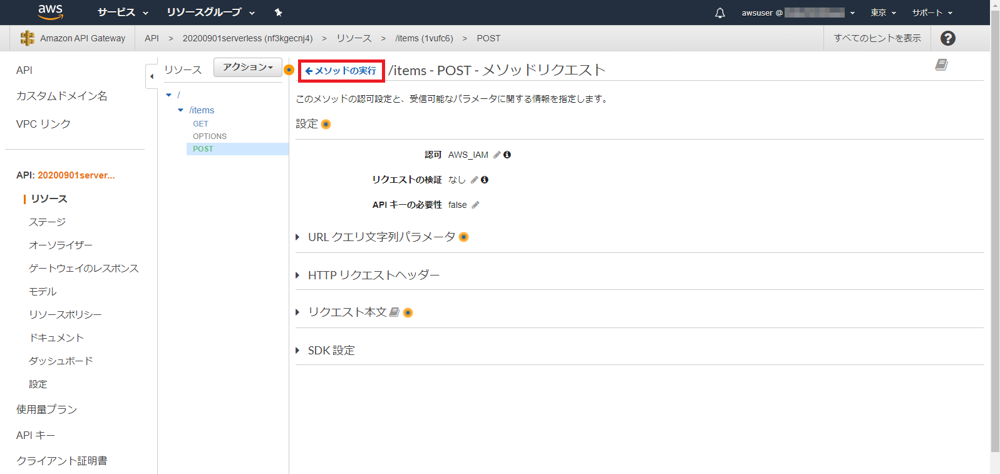 aws サービス リソースグループ awsuser @ 東京 サポート
Amazon API Gateway API > 20200901serverless (nf3kgecnj4) > リソース > /items (1vufc6) > POST すべてのヒントを表示 ?
API
カスタムドメイン名
VPC リンク
API: 20200901server...
リソース
ステージ
オーソライザー
ゲートウェイのレスポンス
モデル
リソースポリシー
ドキュメント
ダッシュボード
設定
使用量プラン
API キー
クライアント証明書
リソース アクション
/
/items
GET
OPTIONS
POST
メソッドの実行 /items - POST - メソッドリクエスト
このメソッドの認可設定と、受信可能なパラメータに関する情報を指定します。
設定
認可 AWS_IAM
リクエストの検証 なし
API キーの必要性 false
URL クエリ文字列パラメータ
HTTP リクエストヘッダー
リクエスト本文
SDK 設定